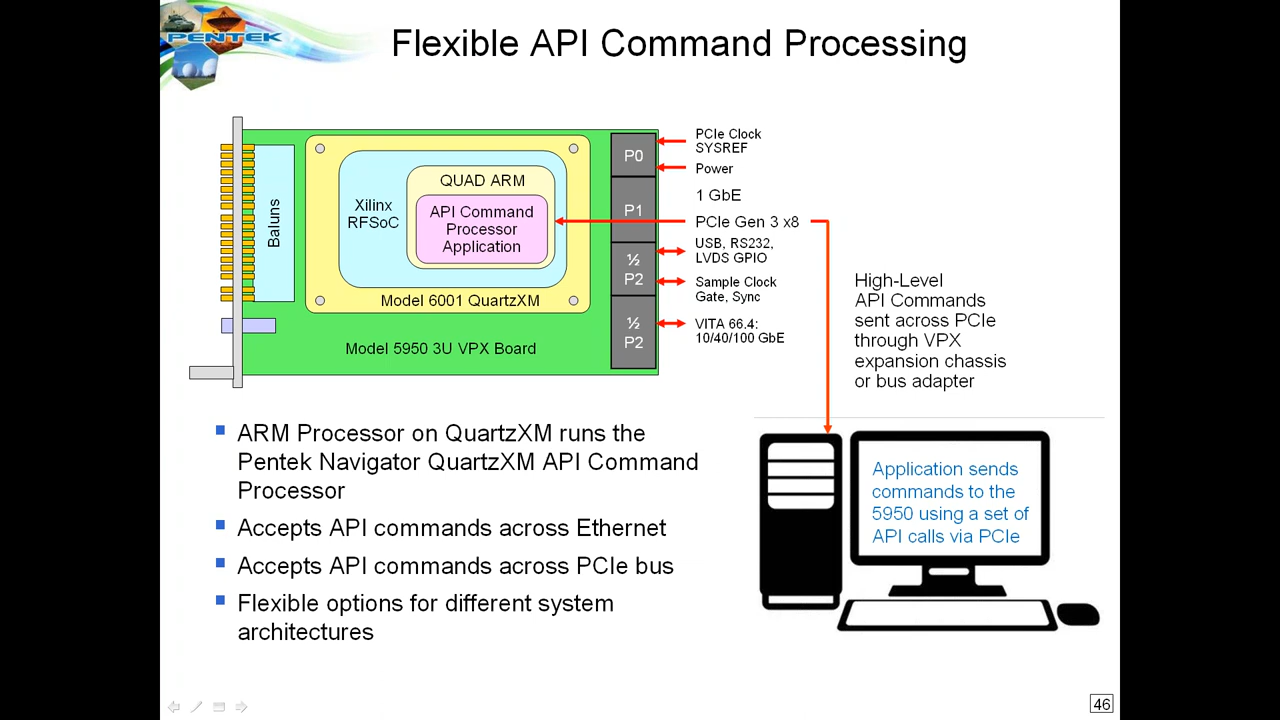 PENTEK
Flexible API Command Processing
Baluns
Xilinx
RFSoC
QUAD ARM
API Command
Processor
Application
Model 6001 QuartzXM
Model 5950 3U VPX Board
P0
P1
½
P2
½
P2
PCIe Clock
SYSREF
Power
1 GbE
PCIe Gen 3 x8
USB, RS232,
LVDS GPIO
Sample Clock
Gate, Sync
VITA 66.4:
10/40/100 GbE
High-Level
API Commands
sent across PCIe
through VPX
expansion chassis
or bus adapter
ARM Processor on QuartzXM runs the
Pentek Navigator QuartzXM API Command
Processor
Accepts API commands across Ethernet
Accepts API commands across PCIe bus
Flexible options for different system
architectures
Application sends
commands to the
5950 using a set of
API calls via PCIe
46